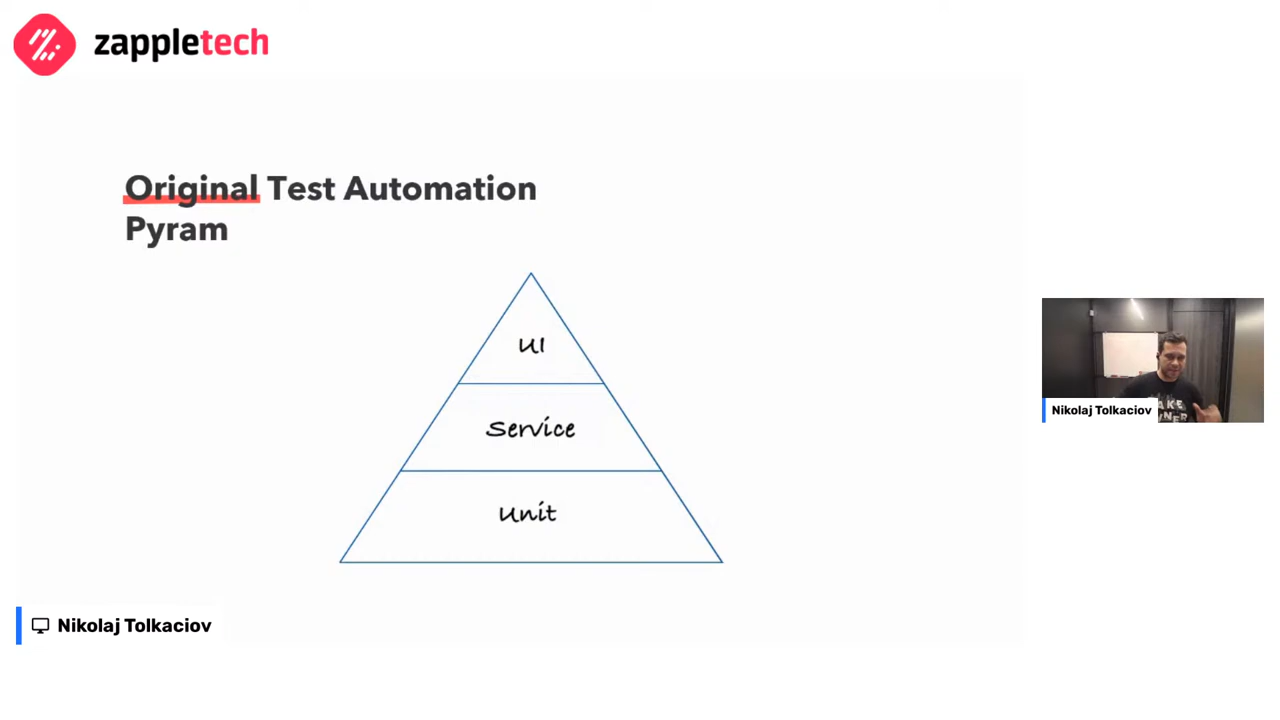 zappletech
Original Test Automation
Pyram
UI
Service
Unit
Nikolaj Tolkaciov
Nikolaj Tolkaciov